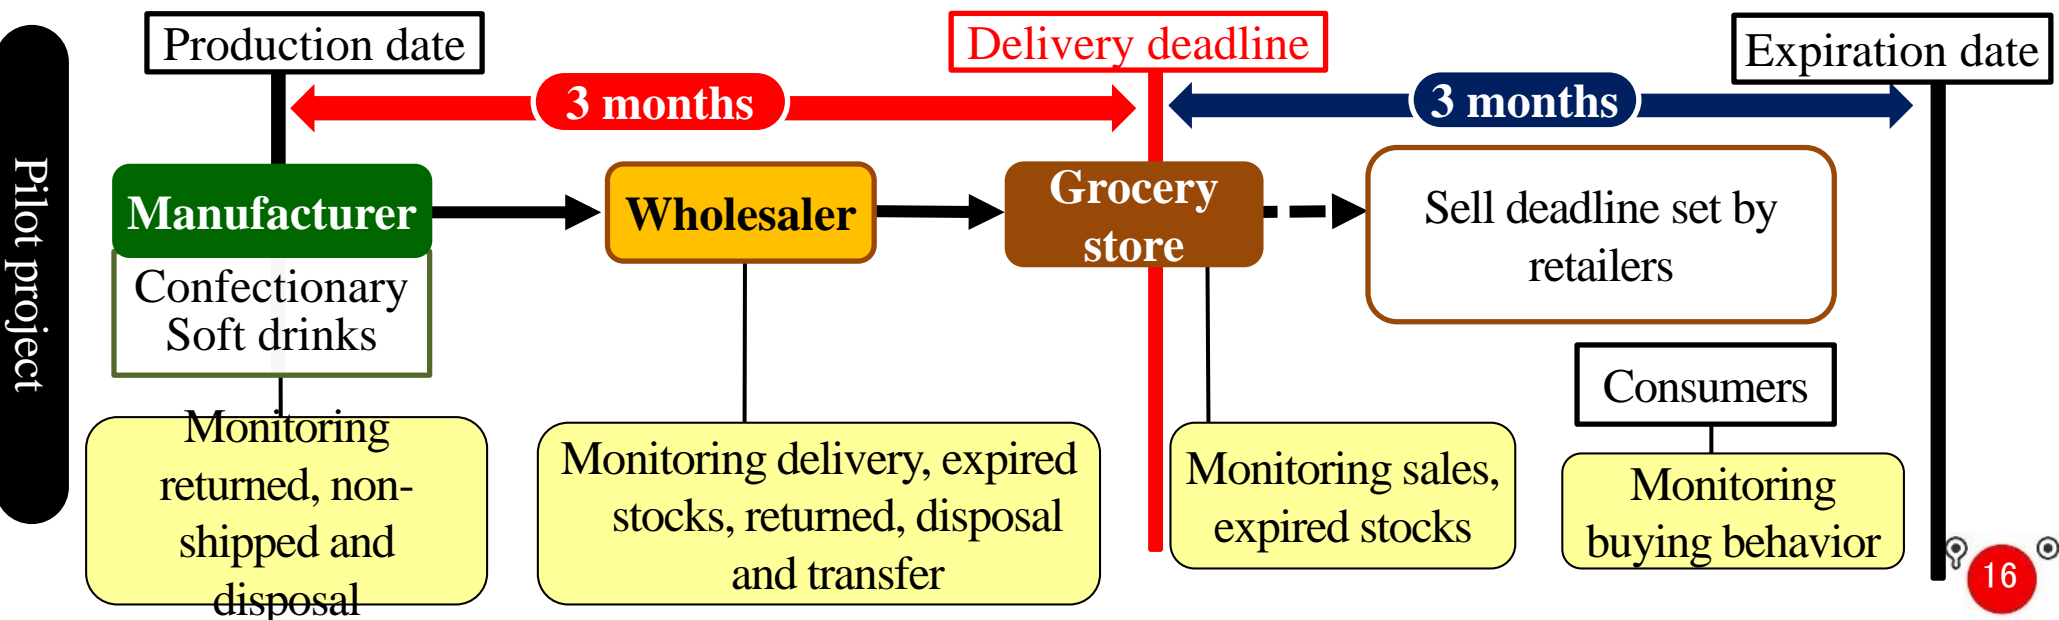 Pilot project
Production date
Delivery deadline
Expiration date
3 months
3 months
Manufacturer
Wholesaler
Grocery
store
Sell deadline set by
retailers
Confectionary
Soft drinks
Consumers
Monitoring
returned, non-
shipped and
disposal
Monitoring delivery, expired
stocks, returned, disposal
and transfer
Monitoring sales,
expired stocks
Monitoring
buying behavior
16